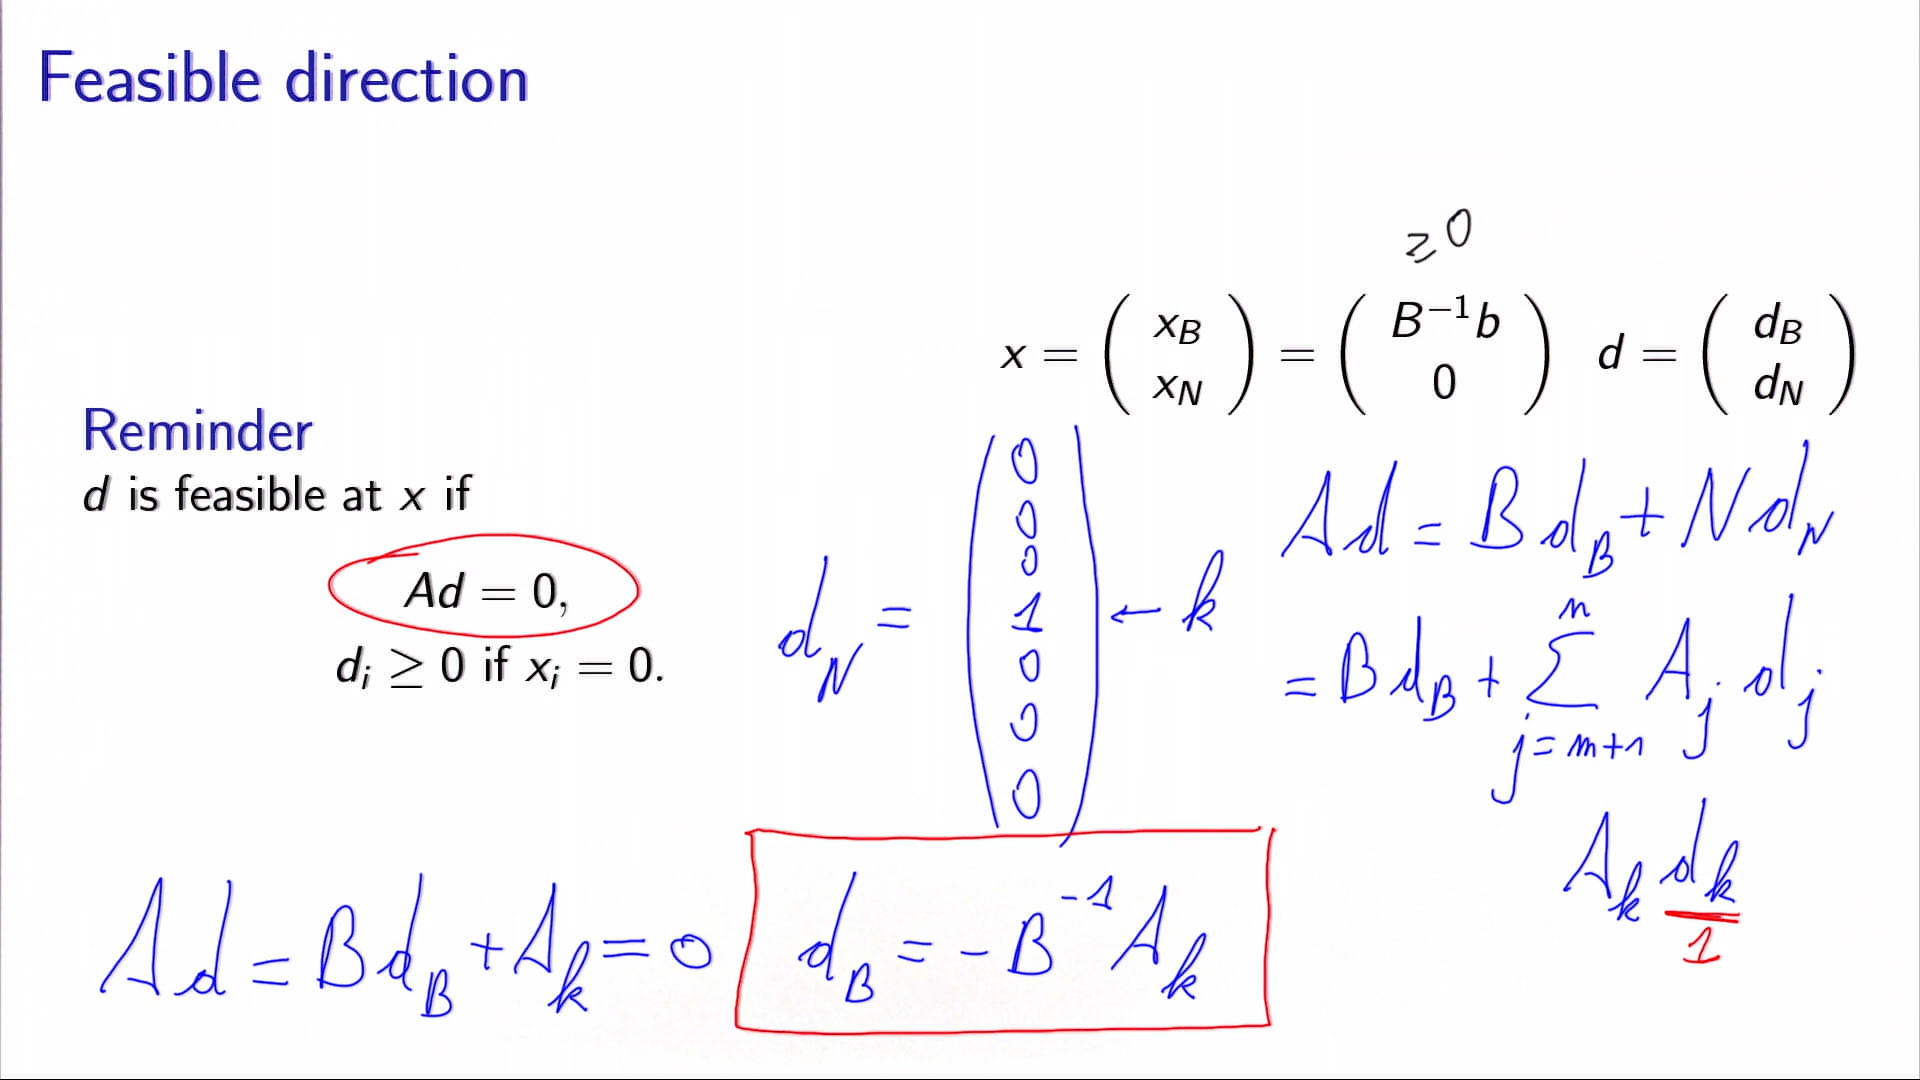 Feasible direction
≥0
x = ( x_B x_N ) = ( B^{-1}b 0 ) d = ( d_B d_N )
Reminder
d is feasible at x if
Ad = 0,
d_i ≥ 0 if x_i = 0.
d_N = ( 0 0 0 1 0 0 0 ) ← k
Ad = Bd_B + Nd_N
= Bd_B + \sum_{j=m+1}^{n} A_j d_j
A_k d_k
1
Ad = Bd_B + A_k = 0
d_B = -B^{-1} A_k